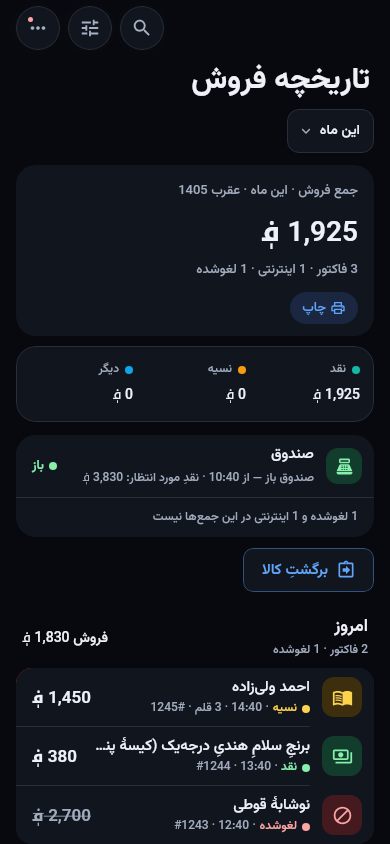 تاریخچه فروش
این ماه
جمع فروش · این ماه · عقرب 1405
1,925 ؋
3 فاکتور · 1 اینترنتی · 1 لغوشده
چاپ
نقد
1,925 ؋
نسیه
0 ؋
دیگر
0 ؋
صندوق
صندوق باز — از 10:40 · نقدِ مورد انتظار: 3,830 ؋
باز
1 لغوشده و 1 اینترنتی در این جمع‌ها نیست
برگشتِ کالا
امروز
2 فاکتور · 1 لغوشده
فروش 1,830 ؋
احمد ولی‌زاده
نسیه · 14:40 · 3 قلم · #1245
1,450 ؋
برنجِ سلامِ هندیِ درجه‌یک (کیسهٔ پنـ…
نقد · 13:40 · #1244
380 ؋
نوشابهٔ قوطی
لغوشده · 12:40 · #1243
2,700 ؋